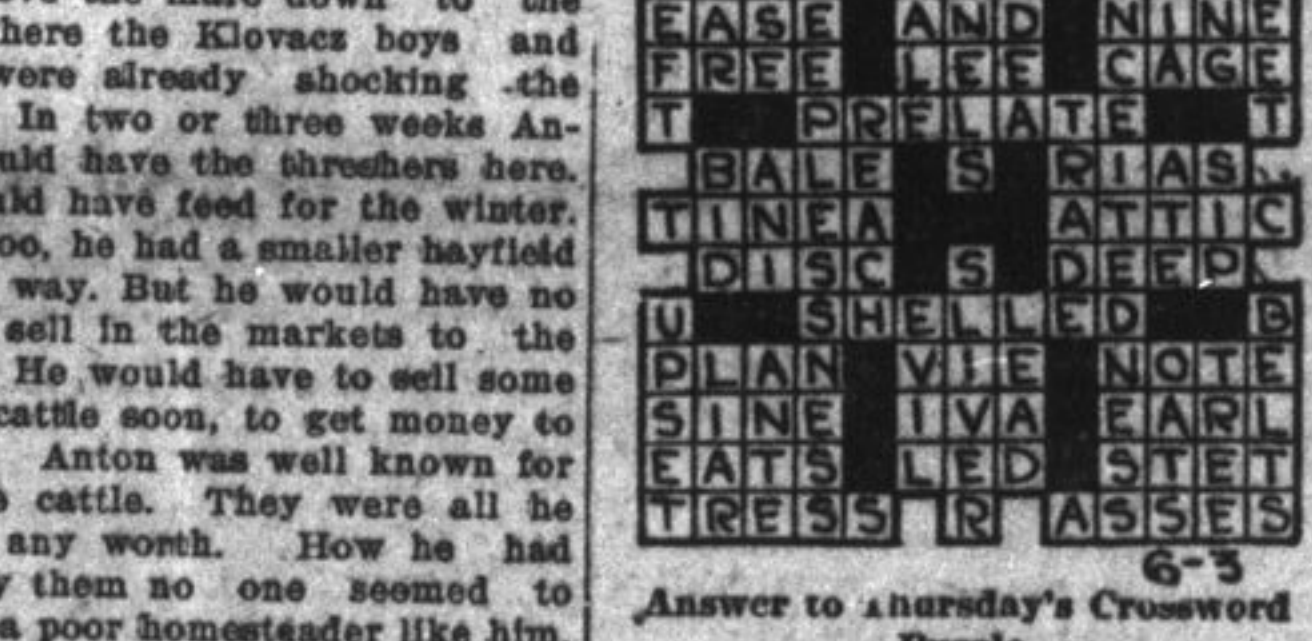 to the
here the Klovacz boys and
were already shocking the
In two or three weeks An-
uld have the threshers here.
uld have feed for the winter.
oo, he had a smaller hayfield
way. But he would have no
sell in the markets to the
He would have to sell some
cattle soon, to get money to
Anton was well known for
cattle. They were all he
any worth. How he had
y them no one seemed to
a poor homesteader like him.
EASE AND NINE
FREE LEE CAGE
T PRELATE T
BALE S RIAS
TINEA ATTIC
DISC S DEEP
U SHELLED B
PLAN VIE NOTE
SINE IVA EARL
EATS LED STET
TRESS R ASSES
6-3
Answer to Thursday's Crossword